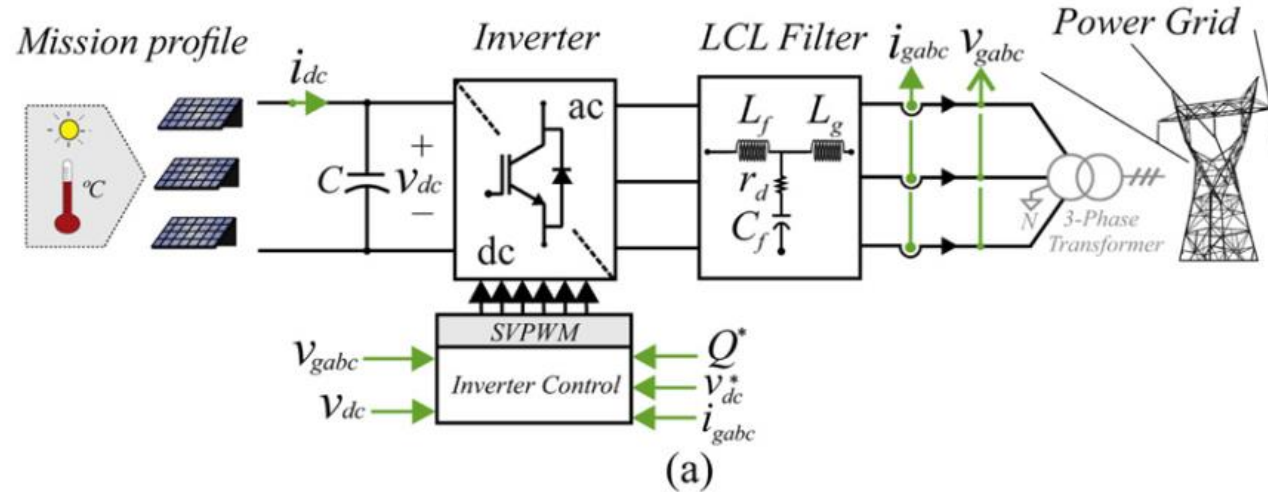 Mission profile
Inverter
LCL Filter
Power Grid
i_dc
i_gabc
v_gabc
ac
L_f
L_g
°C
C
+
v_dc
−
r_d
C_f
N
3-Phase
Transformer
dc
SVPWM
v_gabc
Q*
Inverter Control
v*_dc
v_dc
i_gabc
(a)